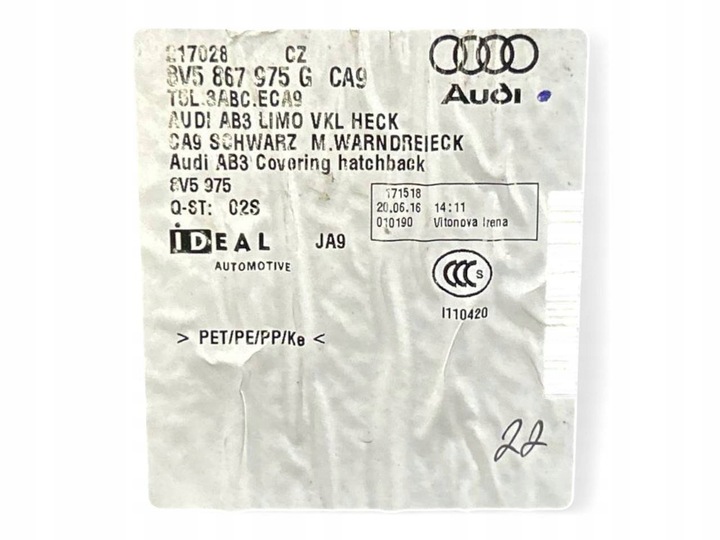 217028 CZ
8V5 867 975 G CA9
TSL.3ABC.ECA9
AUDI AB3 LIMO VKL HECK
CA9 SCHWARZ M.WARNDREIECK
Audi AB3 Covering hatchback
8V5 975
Q-ST: 02S
Audi
171518
20.06.16 14:11
010190 Vitonova Irena
IDEAL JA9
AUTOMOTIVE
CCC S
I110420
> PET/PE/PP/Ke <
22